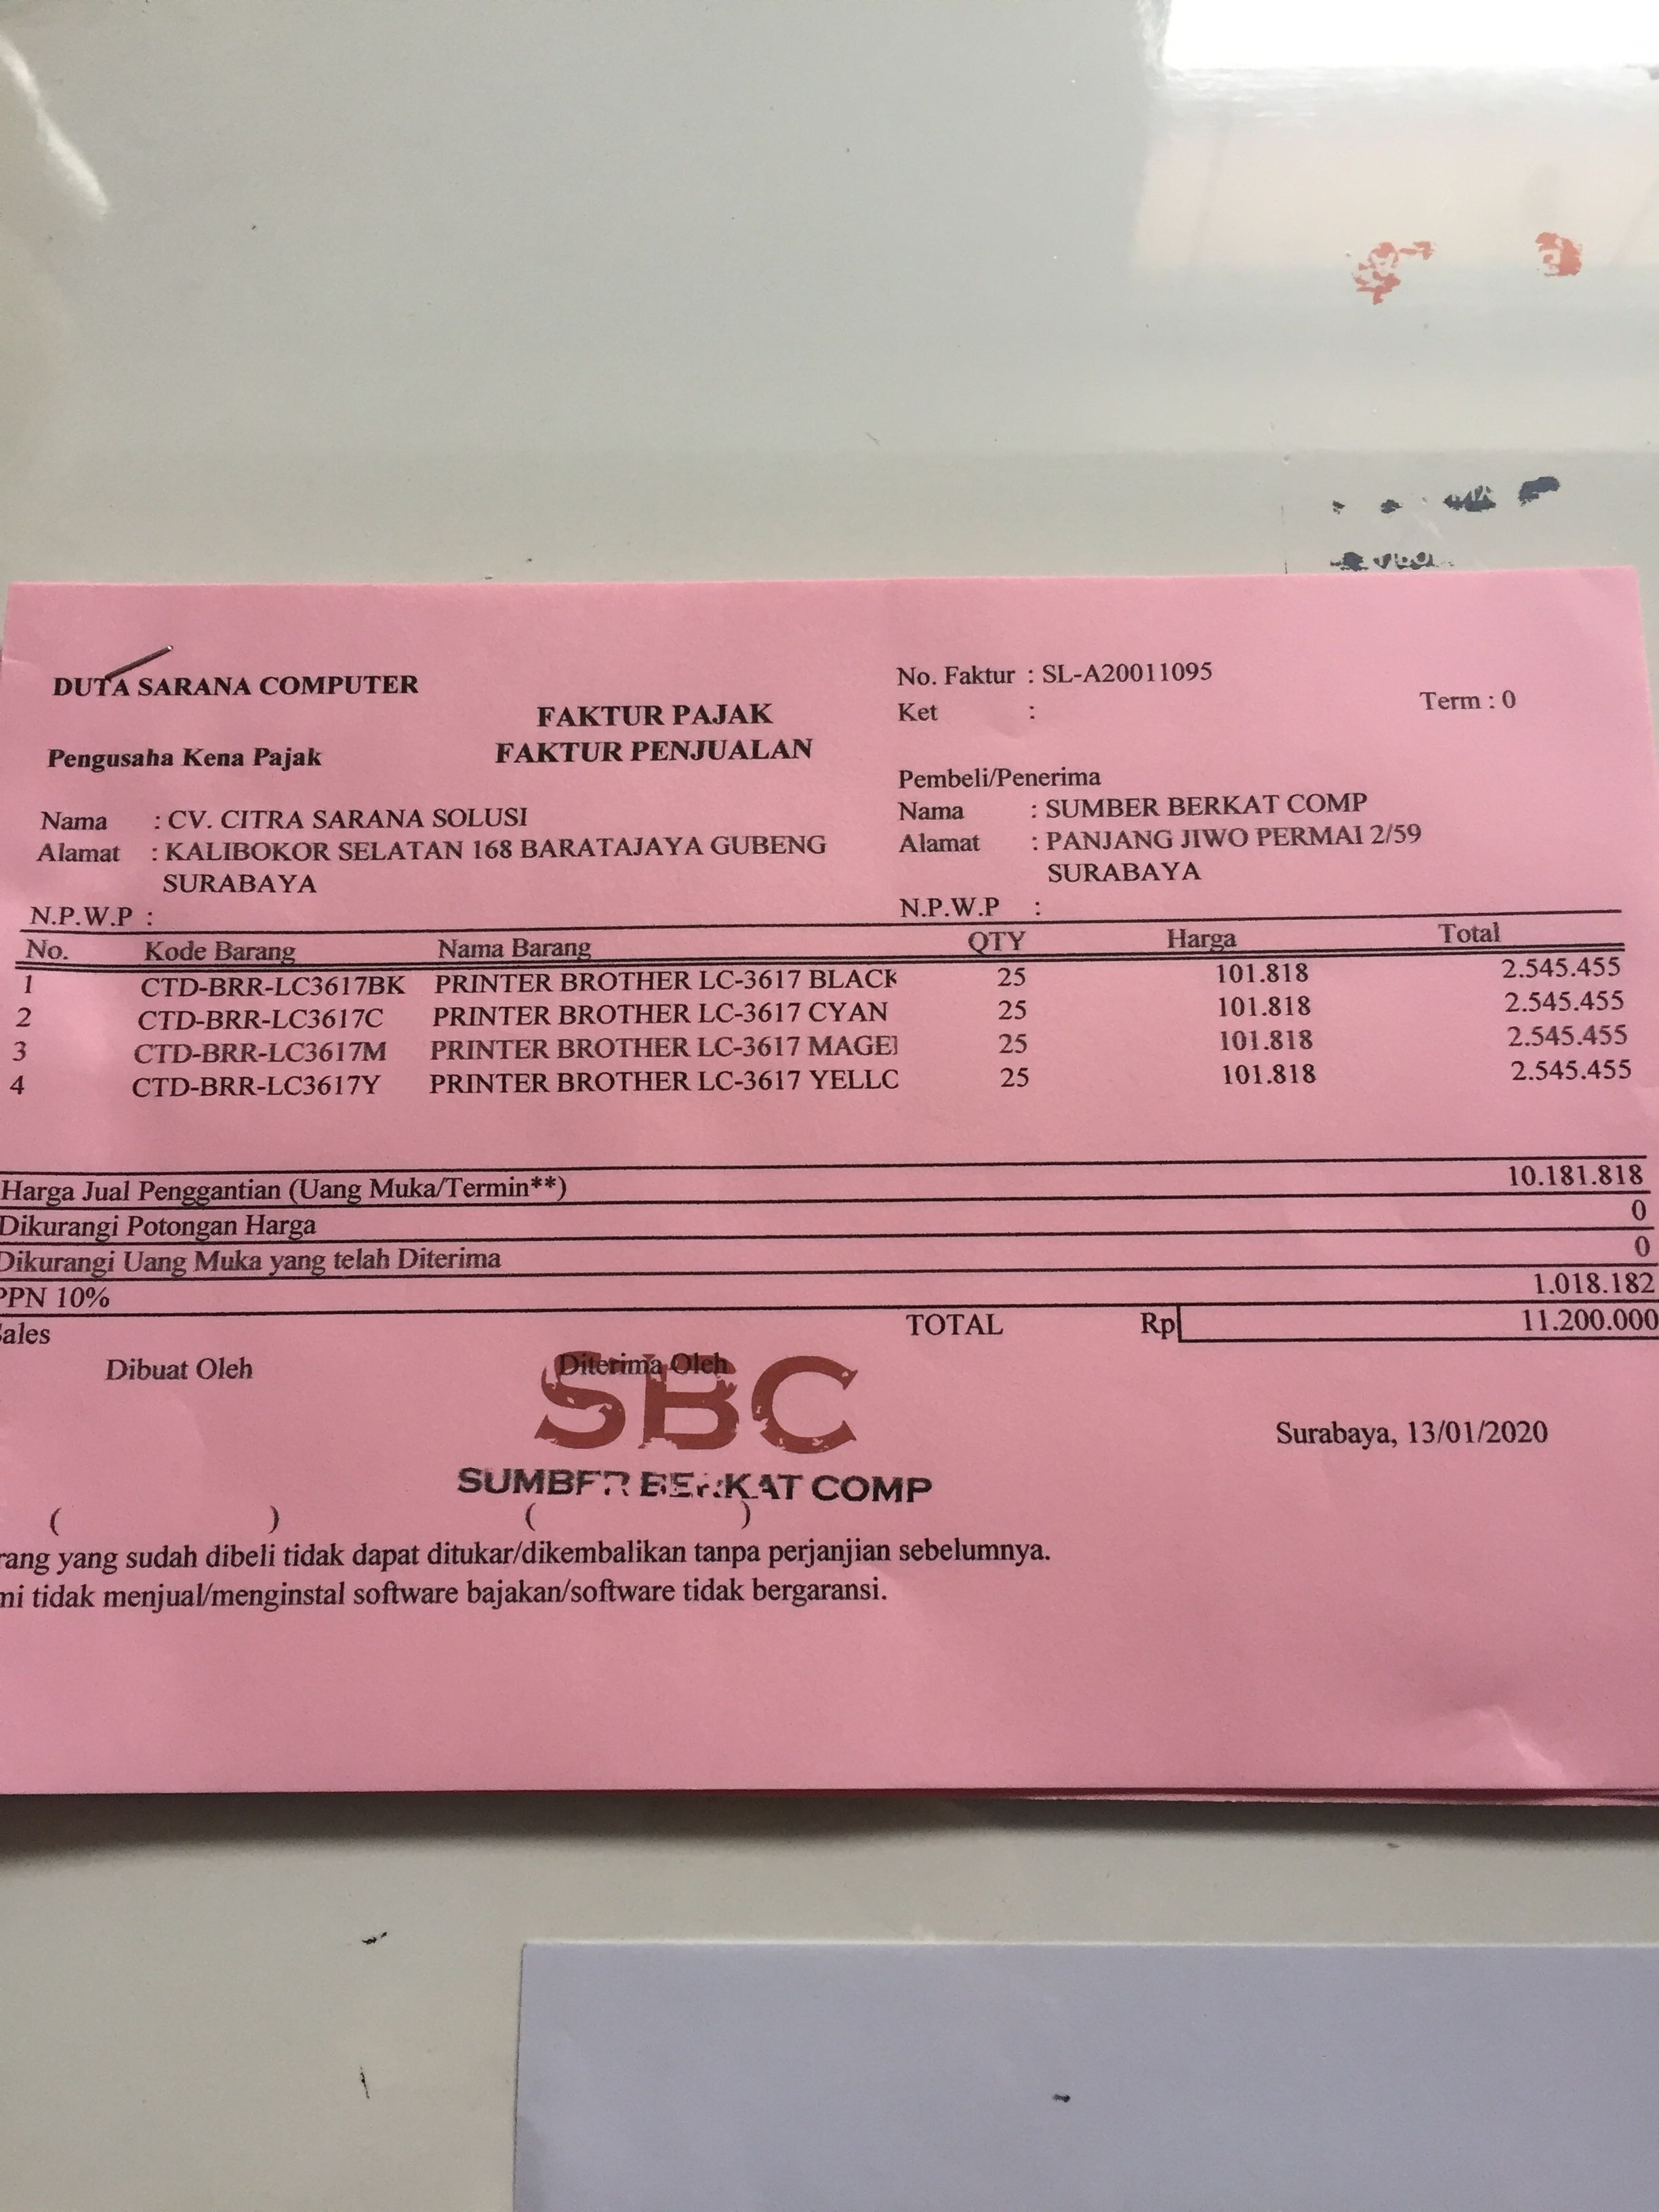 DUTA SARANA COMPUTER
FAKTUR PAJAK
FAKTUR PENJUALAN
No. Faktur : SL-A20011095
Ket :
Term : 0
Pengusaha Kena Pajak
Nama : CV. CITRA SARANA SOLUSI
Alamat : KALIBOKOR SELATAN 168 BARATAJAYA GUBENG
SURABAYA
N.P.W.P :
Pembeli/Penerima
Nama : SUMBER BERKAT COMP
Alamat : PANJANG JIWO PERMAI 2/59
SURABAYA
N.P.W.P :
No. Kode Barang Nama Barang QTY Harga Total
1 CTD-BRR-LC3617BK PRINTER BROTHER LC-3617 BLACK 25 101.818 2.545.455
2 CTD-BRR-LC3617C PRINTER BROTHER LC-3617 CYAN 25 101.818 2.545.455
3 CTD-BRR-LC3617M PRINTER BROTHER LC-3617 MAGE 25 101.818 2.545.455
4 CTD-BRR-LC3617Y PRINTER BROTHER LC-3617 YELLO 25 101.818 2.545.455
Harga Jual Penggantian (Uang Muka/Termin**) 10.181.818
Dikurangi Potongan Harga 0
Dikurangi Uang Muka yang telah Diterima 0
PPN 10% 1.018.182
ales TOTAL Rp 11.200.000
Dibuat Oleh Diterima Oleh
SBC
SUMBER BERKAT COMP
Surabaya, 13/01/2020
( ) ( )
rang yang sudah dibeli tidak dapat ditukar/dikembalikan tanpa perjanjian sebelumnya.
mi tidak menjual/menginstal software bajakan/software tidak bergaransi.